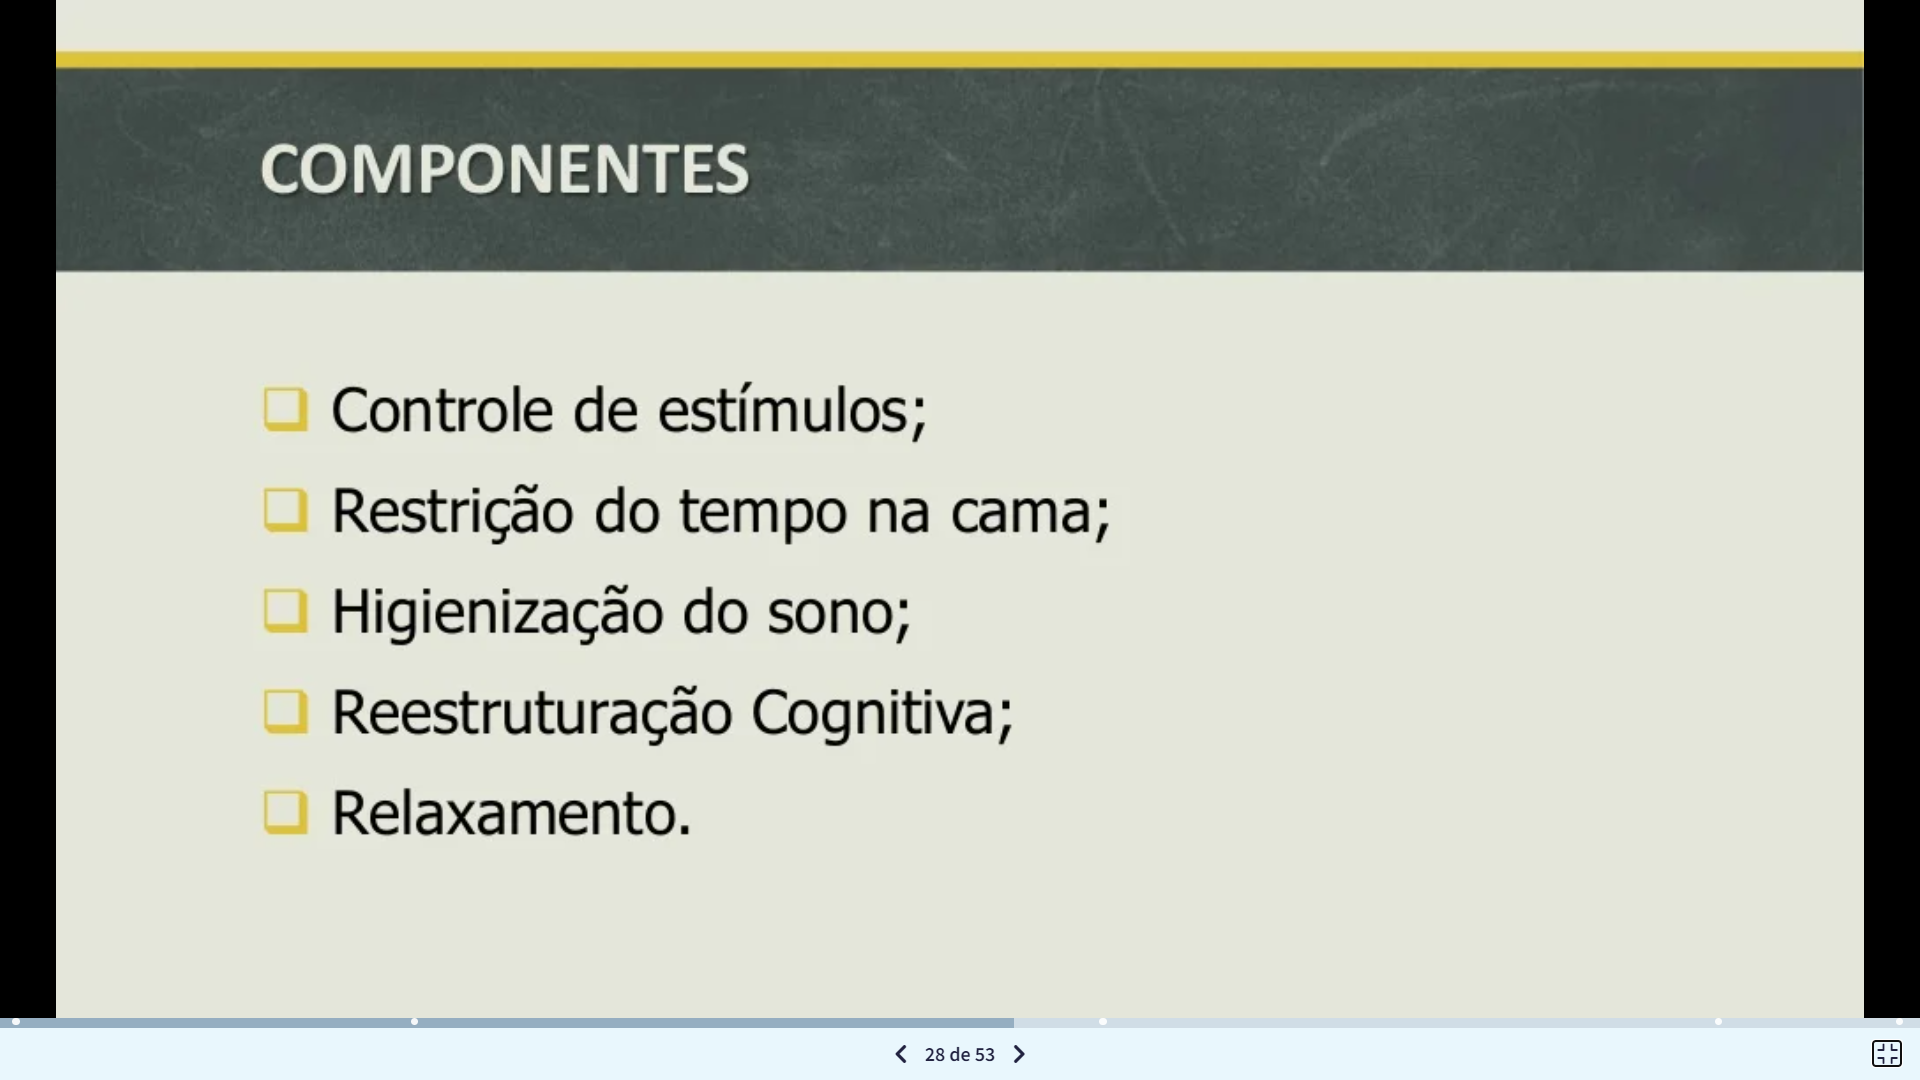 COMPONENTES
Controle de estímulos;
Restrição do tempo na cama;
Higienização do sono;
Reestruturação Cognitiva;
Relaxamento.
28 de 53